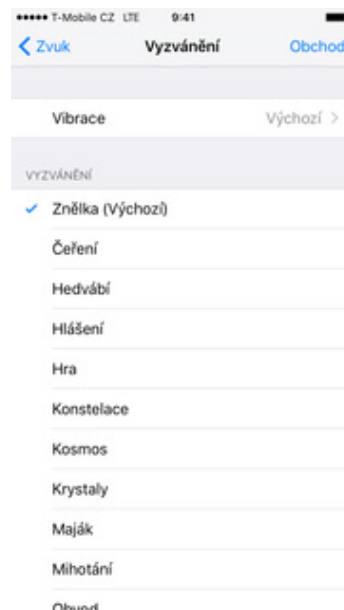 T-Mobile CZ LTE 9:41
Zvuk Vyzvánění Obchod
Vibrace Výchozí
VYZVÁNĚNÍ
Znělka (Výchozí)
Čeření
Hedvábí
Hlášení
Hra
Konstelace
Kosmos
Krystaly
Maják
Mihotání
Obvod